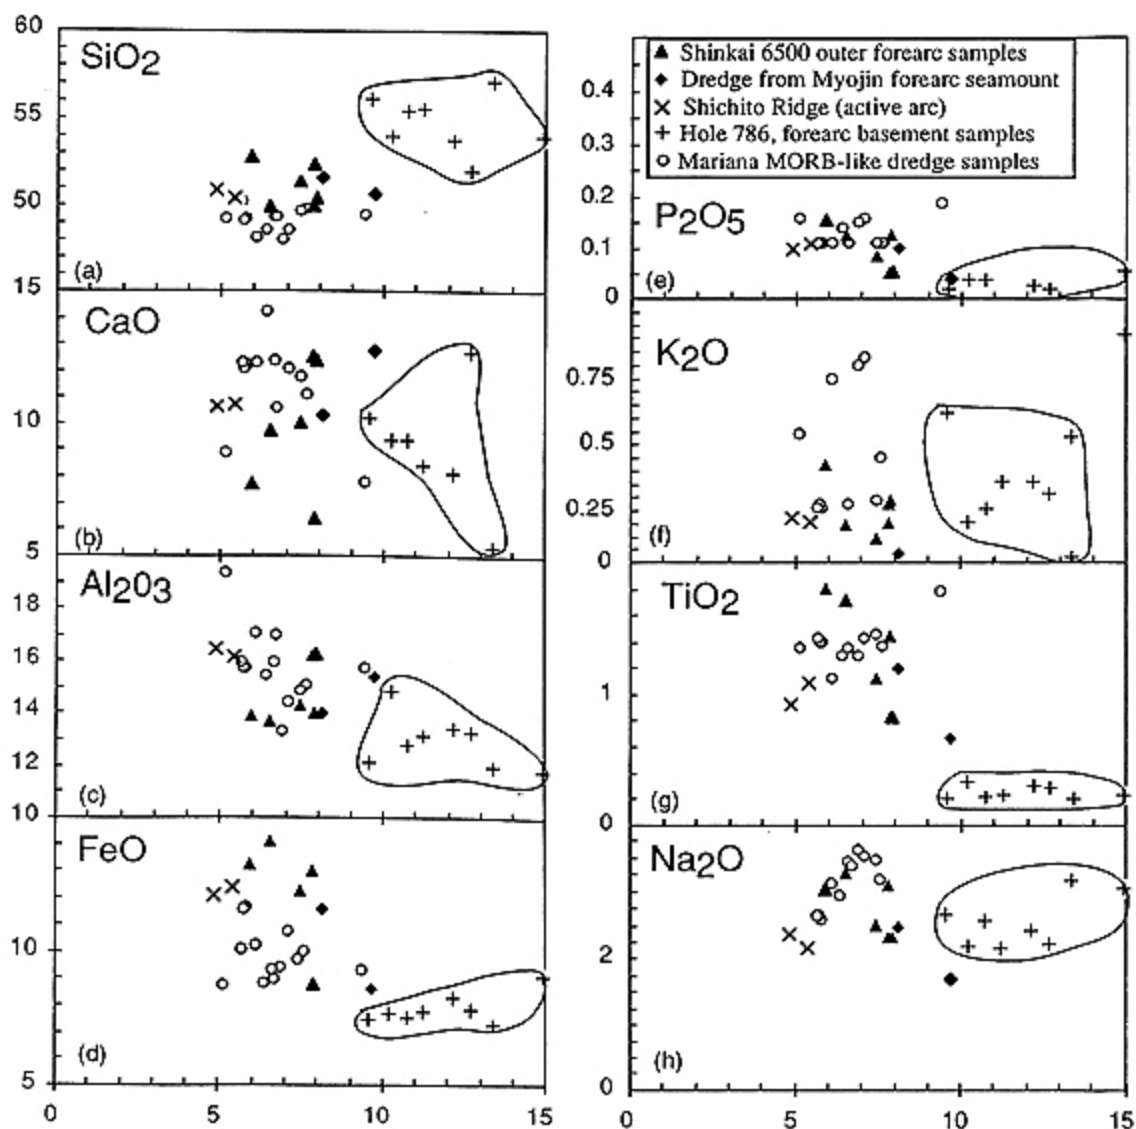 60
SiO2
55
50
(a)
15
CaO
10
(b)
5
Al2O3
18
16
14
12
(c)
10
FeO
10
(d)
5
0 5 10 15
▲ Shinkai 6500 outer forearc samples
◆ Dredge from Myojin forearc seamount
× Shichito Ridge (active arc)
+ Hole 786, forearc basement samples
○ Mariana MORB-like dredge samples
0.4
0.3
0.2
P2O5
0.1
(e)
0
K2O
0.75
0.5
0.25
(f)
0
TiO2
1
(g)
0
Na2O
2
(h)
0
0 5 10 15